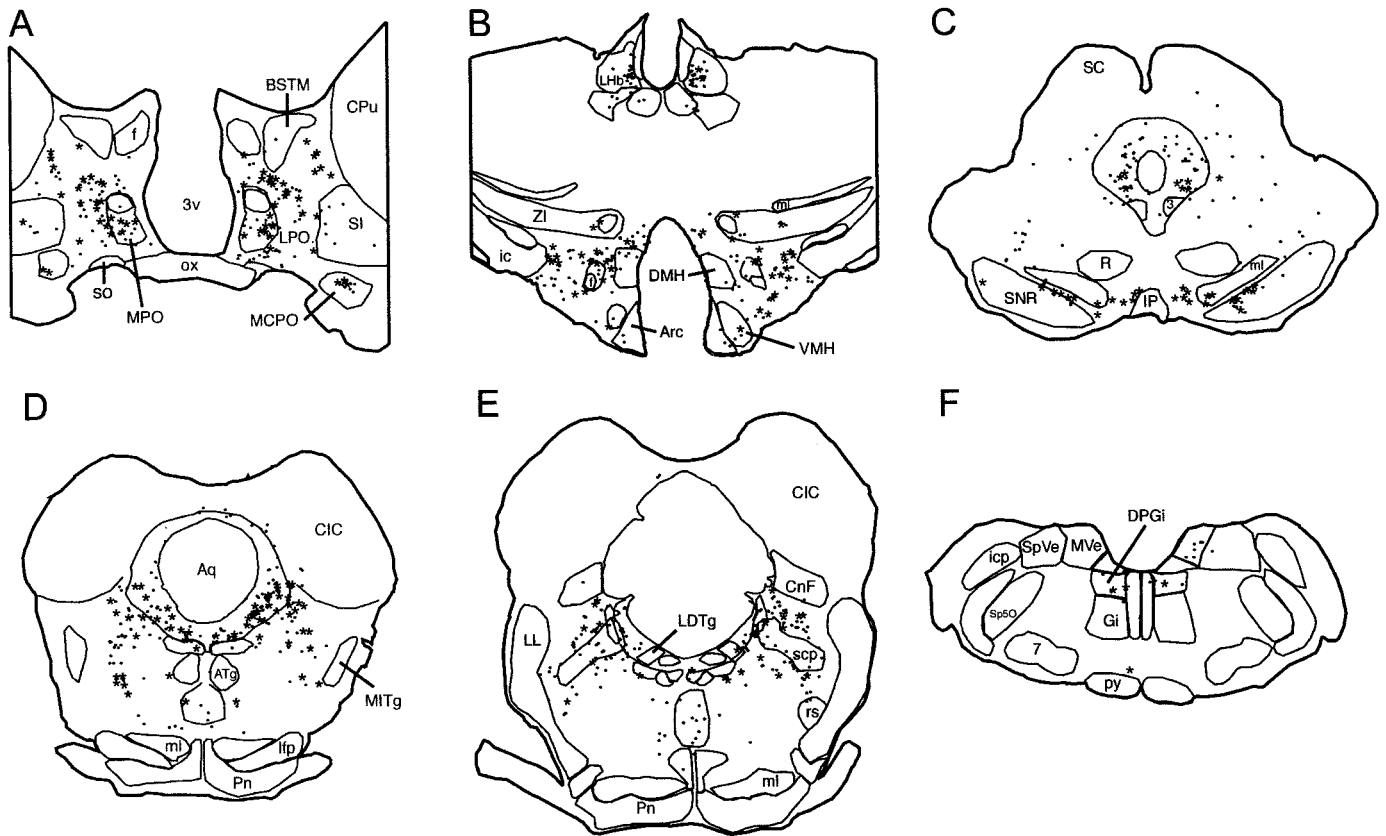 A
BSTM
CPu
f
3v
SI
LPO
ox
so
MPO
MCPO
B
LHb
ZI
ml
ic
f
DMH
Arc
VMH
C
SC
3
R
ml
SNR
IP
D
CIC
Aq
ATg
MITg
ml
lfp
Pn
E
CIC
CnF
LDTg
LL
scp
rs
ml
Pn
F
DPGi
icp
SpVe
MVe
Sp5O
Gi
7
py